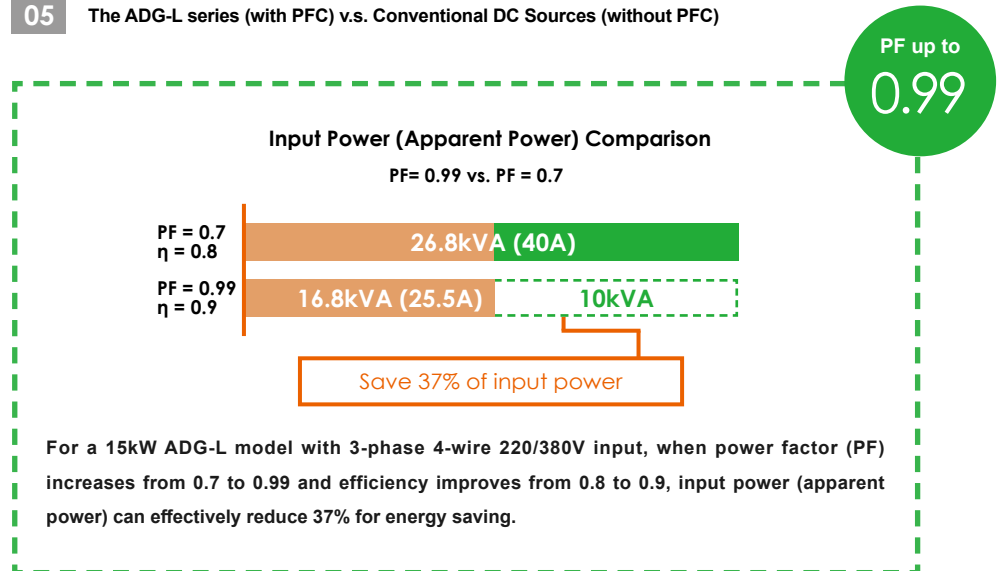 05 The ADG-L series (with PFC) v.s. Conventional DC Sources (without PFC)
PF up to
0.99
Input Power (Apparent Power) Comparison
PF= 0.99 vs. PF = 0.7
PF = 0.7
η = 0.8
26.8kVA (40A)
PF = 0.99
η = 0.9
16.8kVA (25.5A)
10kVA
Save 37% of input power
For a 15kW ADG-L model with 3-phase 4-wire 220/380V input, when power factor (PF)
increases from 0.7 to 0.99 and efficiency improves from 0.8 to 0.9, input power (apparent
power) can effectively reduce 37% for energy saving.